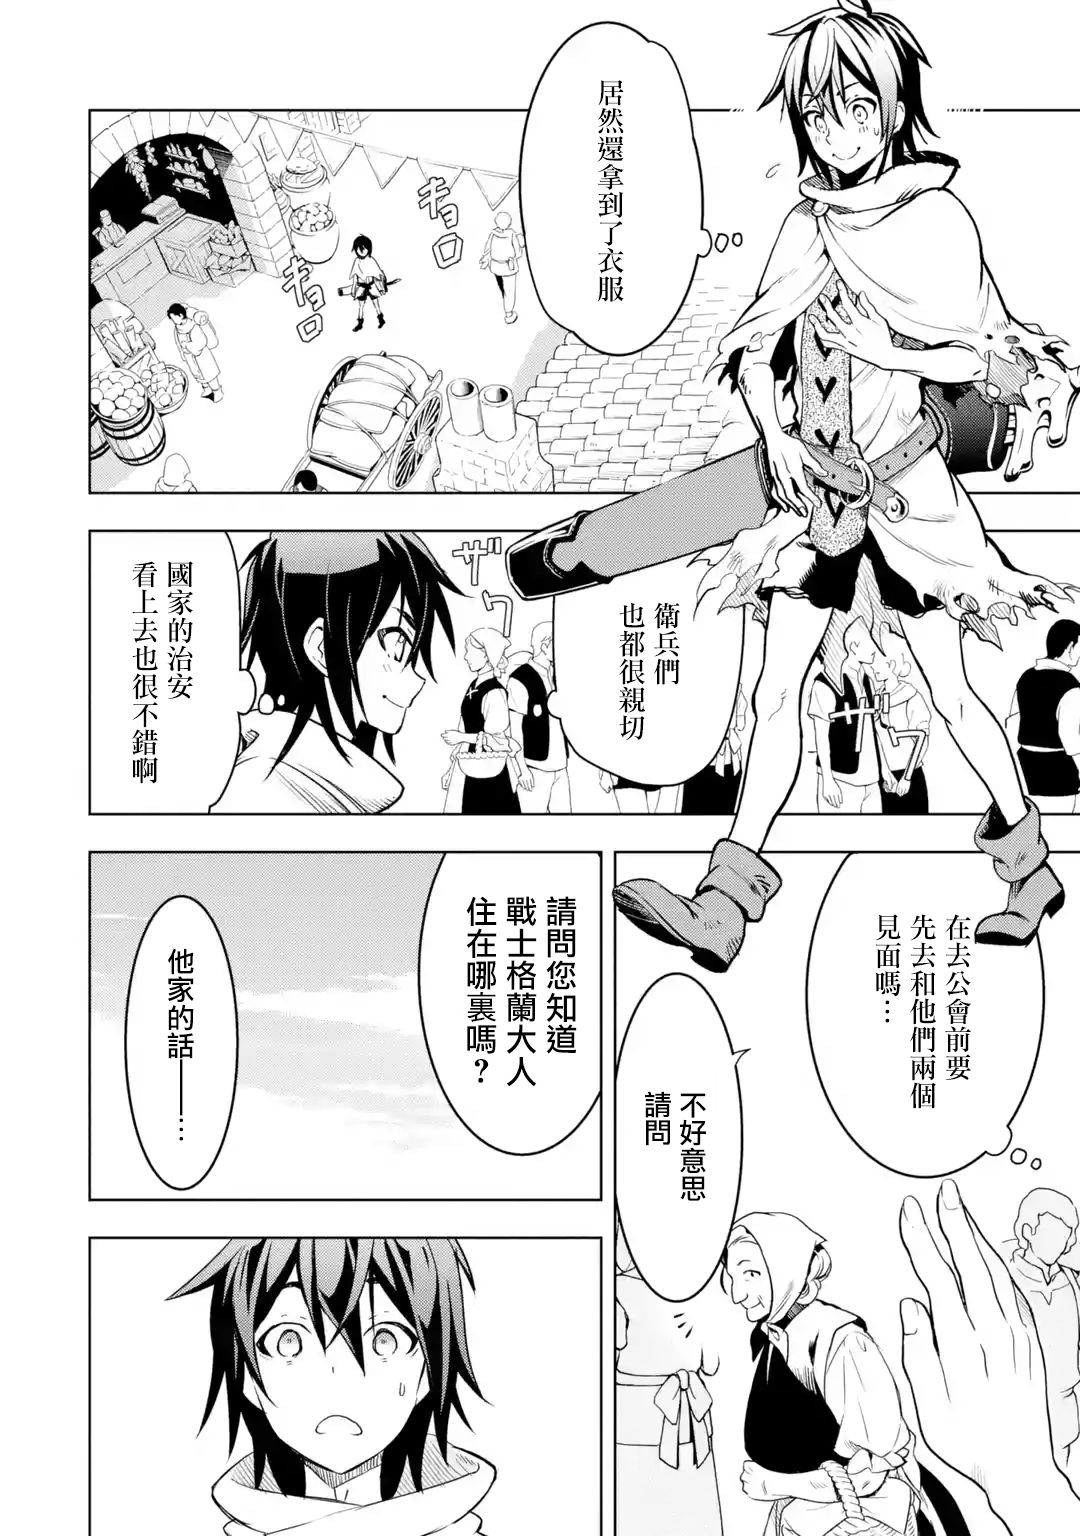 居然還拿到了衣服
キョロ
キョロ
衛兵們
也都很親切
ザワ
ザワ
國家的治安
看上去也很不錯啊
在去公會前要
先去和他們兩個
見面嗎…
不好意思
請問
請問您知道
戰士格蘭大人
住在哪裏嗎?
他家的話——…